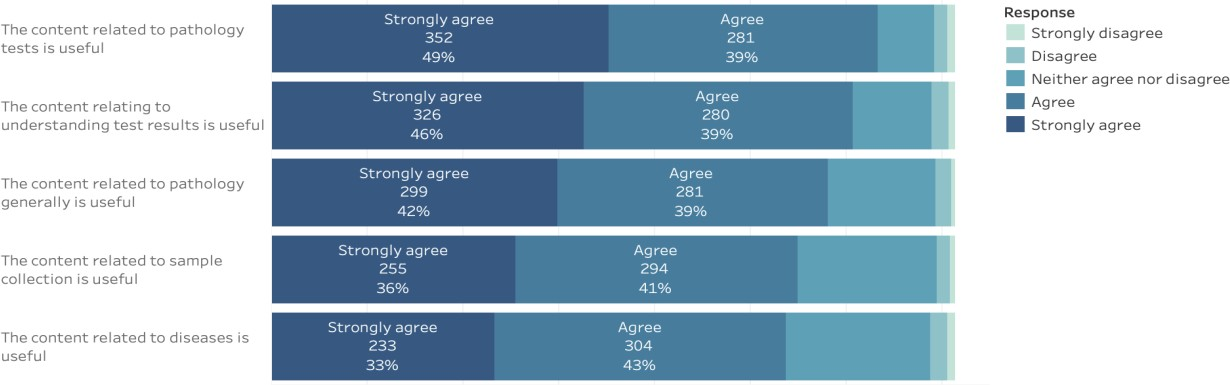 The content related to pathology
tests is useful
Strongly agree
352
49%
Agree
281
39%
The content relating to
understanding test results is useful
Strongly agree
326
46%
Agree
280
39%
The content related to pathology
generally is useful
Strongly agree
299
42%
Agree
281
39%
The content related to sample
collection is useful
Strongly agree
255
36%
Agree
294
41%
The content related to diseases is
useful
Strongly agree
233
33%
Agree
304
43%
Response
Strongly disagree
Disagree
Neither agree nor disagree
Agree
Strongly agree